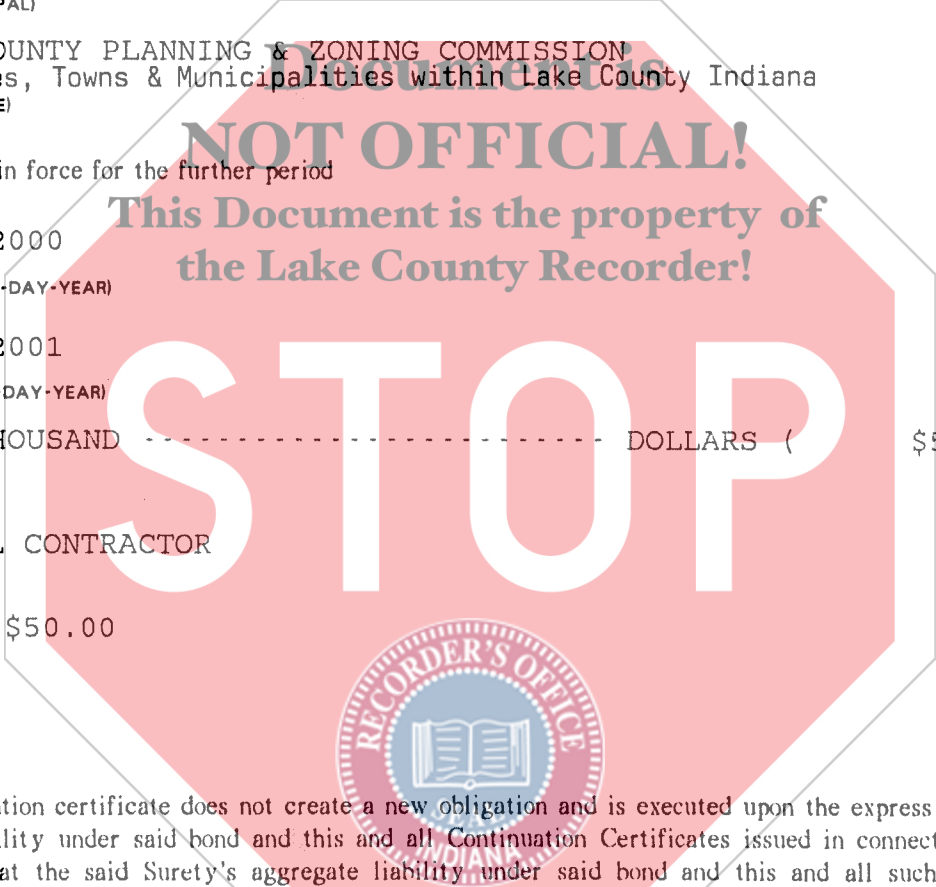 PAL)
OUNTY PLANNING & ZONING COMMISSION
Document is
es, Towns & Municipalities within Lake County Indiana
E)
NOT OFFICIAL!
in force for the further period
This Document is the property of
2000
the Lake County Recorder!
-DAY-YEAR)
2001
-DAY-YEAR)
STOP
HOUSAND - - - - - - - - - - - - - - - - - - - - - - - - - DOLLARS ( $5
L CONTRACTOR
$50.00
RECORDER'S OFFICE
SEAL
INDIANA
ation certificate does not create a new obligation and is executed upon the express
ility under said bond and this and all Continuation Certificates issued in connect
at the said Surety's aggregate liability under said bond and this and all such